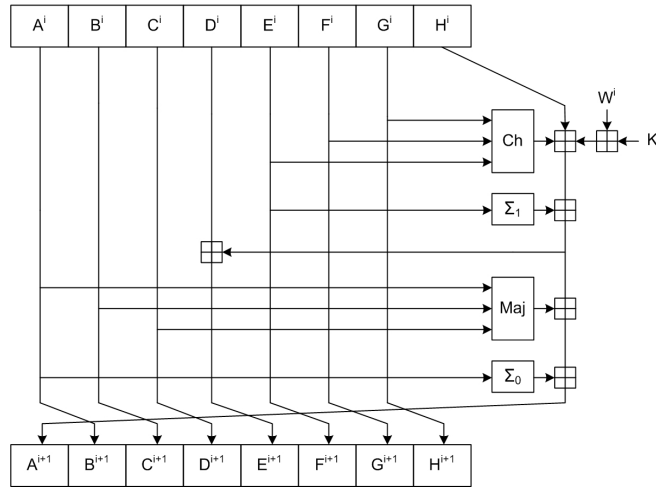 Aⁱ Bⁱ Cⁱ Dⁱ Eⁱ Fⁱ Gⁱ Hⁱ
Wⁱ
Ch
K
Σ₁
Maj
Σ₀
Aⁱ⁺¹ Bⁱ⁺¹ Cⁱ⁺¹ Dⁱ⁺¹ Eⁱ⁺¹ Fⁱ⁺¹ Gⁱ⁺¹ Hⁱ⁺¹